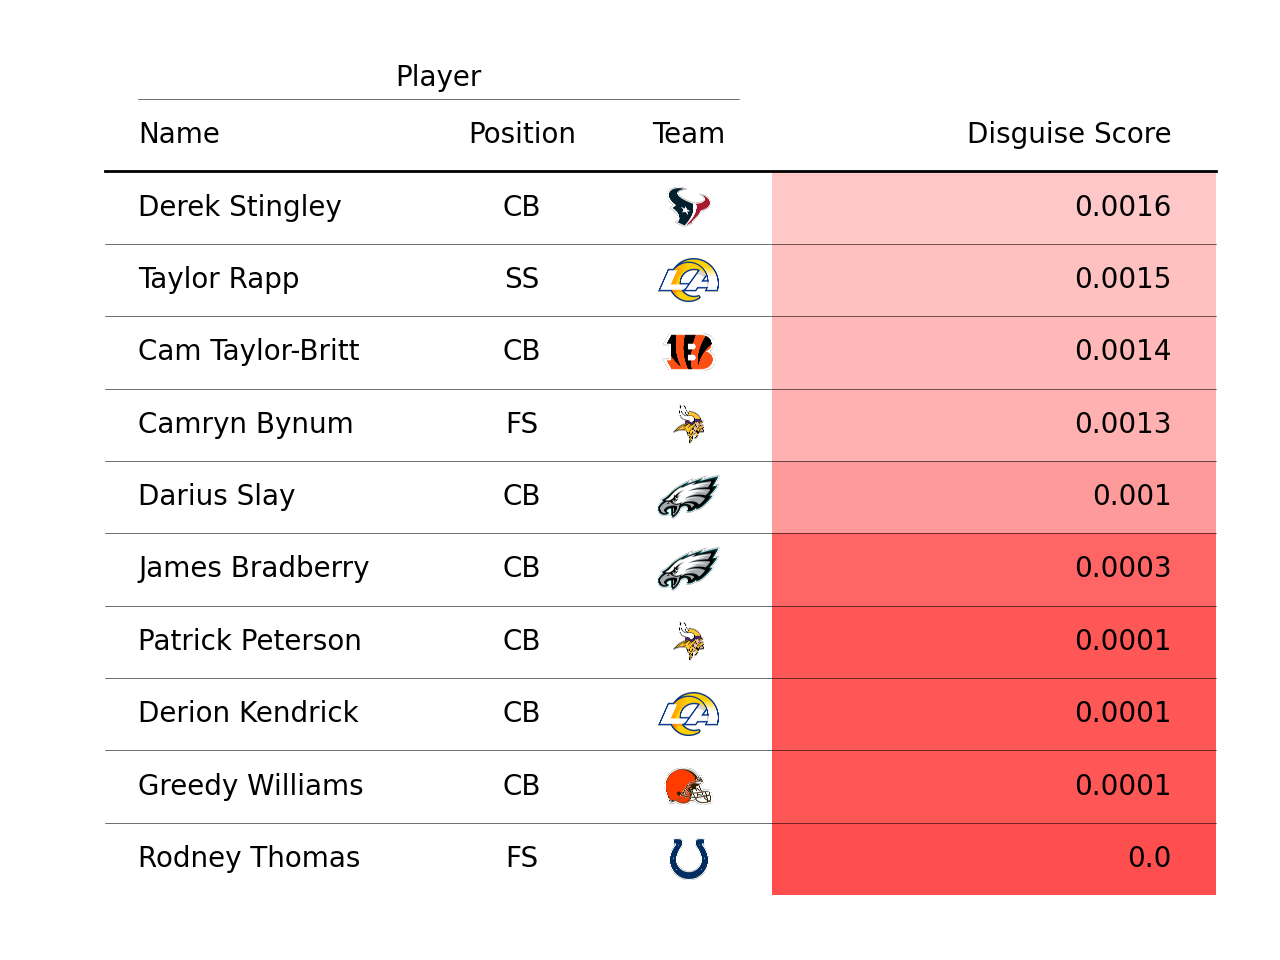 Player
Name Position Team Disguise Score
Derek Stingley CB 0.0016
Taylor Rapp SS LA 0.0015
Cam Taylor-Britt CB B 0.0014
Camryn Bynum FS 0.0013
Darius Slay CB 0.001
James Bradberry CB 0.0003
Patrick Peterson CB 0.0001
Derion Kendrick CB LA 0.0001
Greedy Williams CB 0.0001
Rodney Thomas FS 0.0